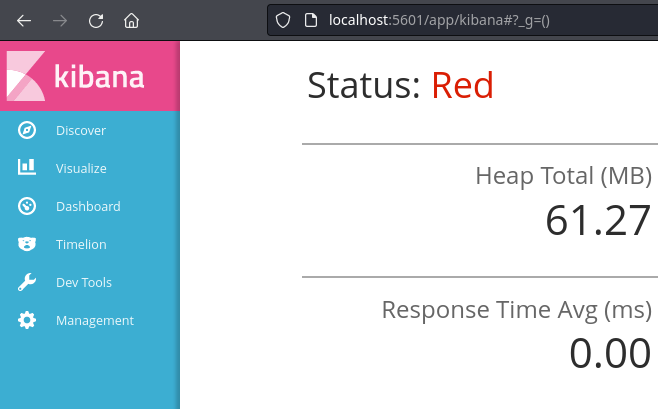 localhost:5601/app/kibana#?_g=()
kibana
Discover
Visualize
Dashboard
Timelion
Dev Tools
Management
Status: Red
Heap Total (MB)
61.27
Response Time Avg (ms)
0.00